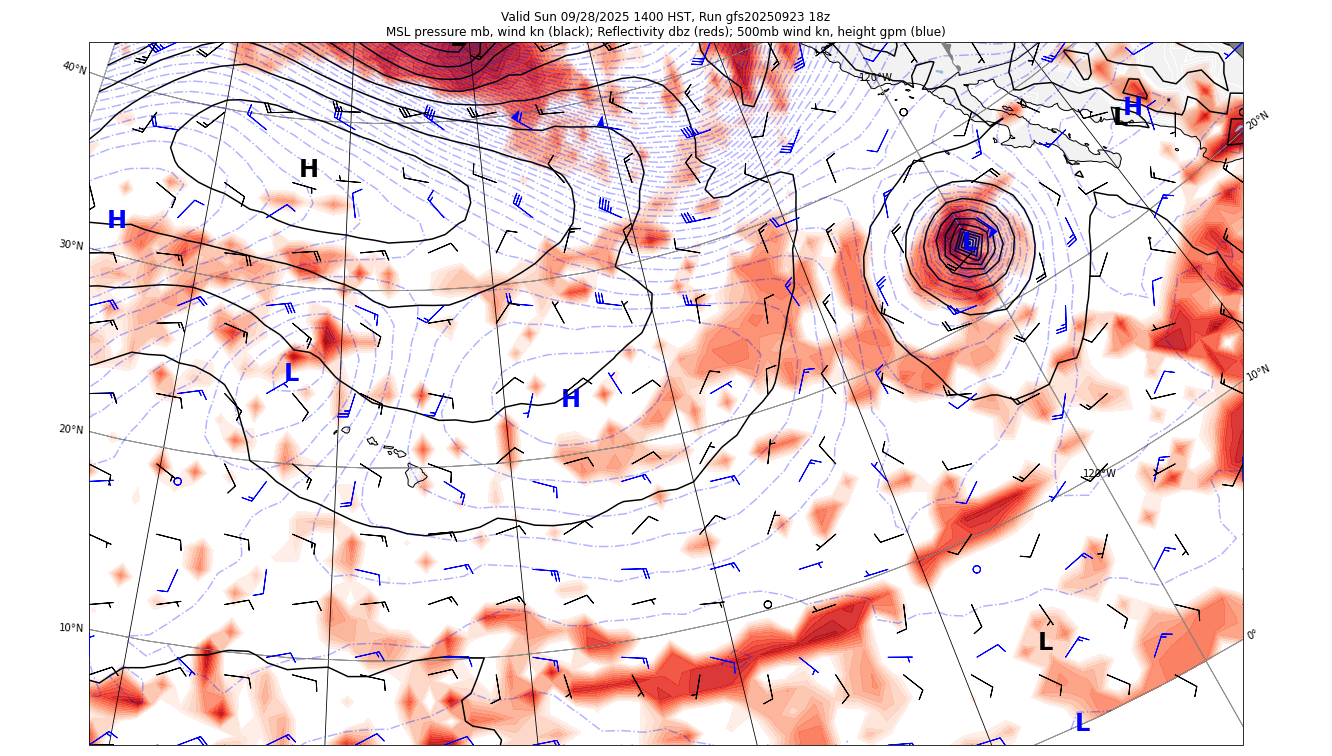 Valid Sun 09/28/2025 1400 HST, Run gfs20250923 18z
MSL pressure mb, wind kn (black); Reflectivity dbz (reds); 500mb wind kn, height gpm (blue)
L
40°N
120°W
H
L
20°N
H
H
30°N
L
L
10°N
H
20°N
120°W
10°N
L
0°
L